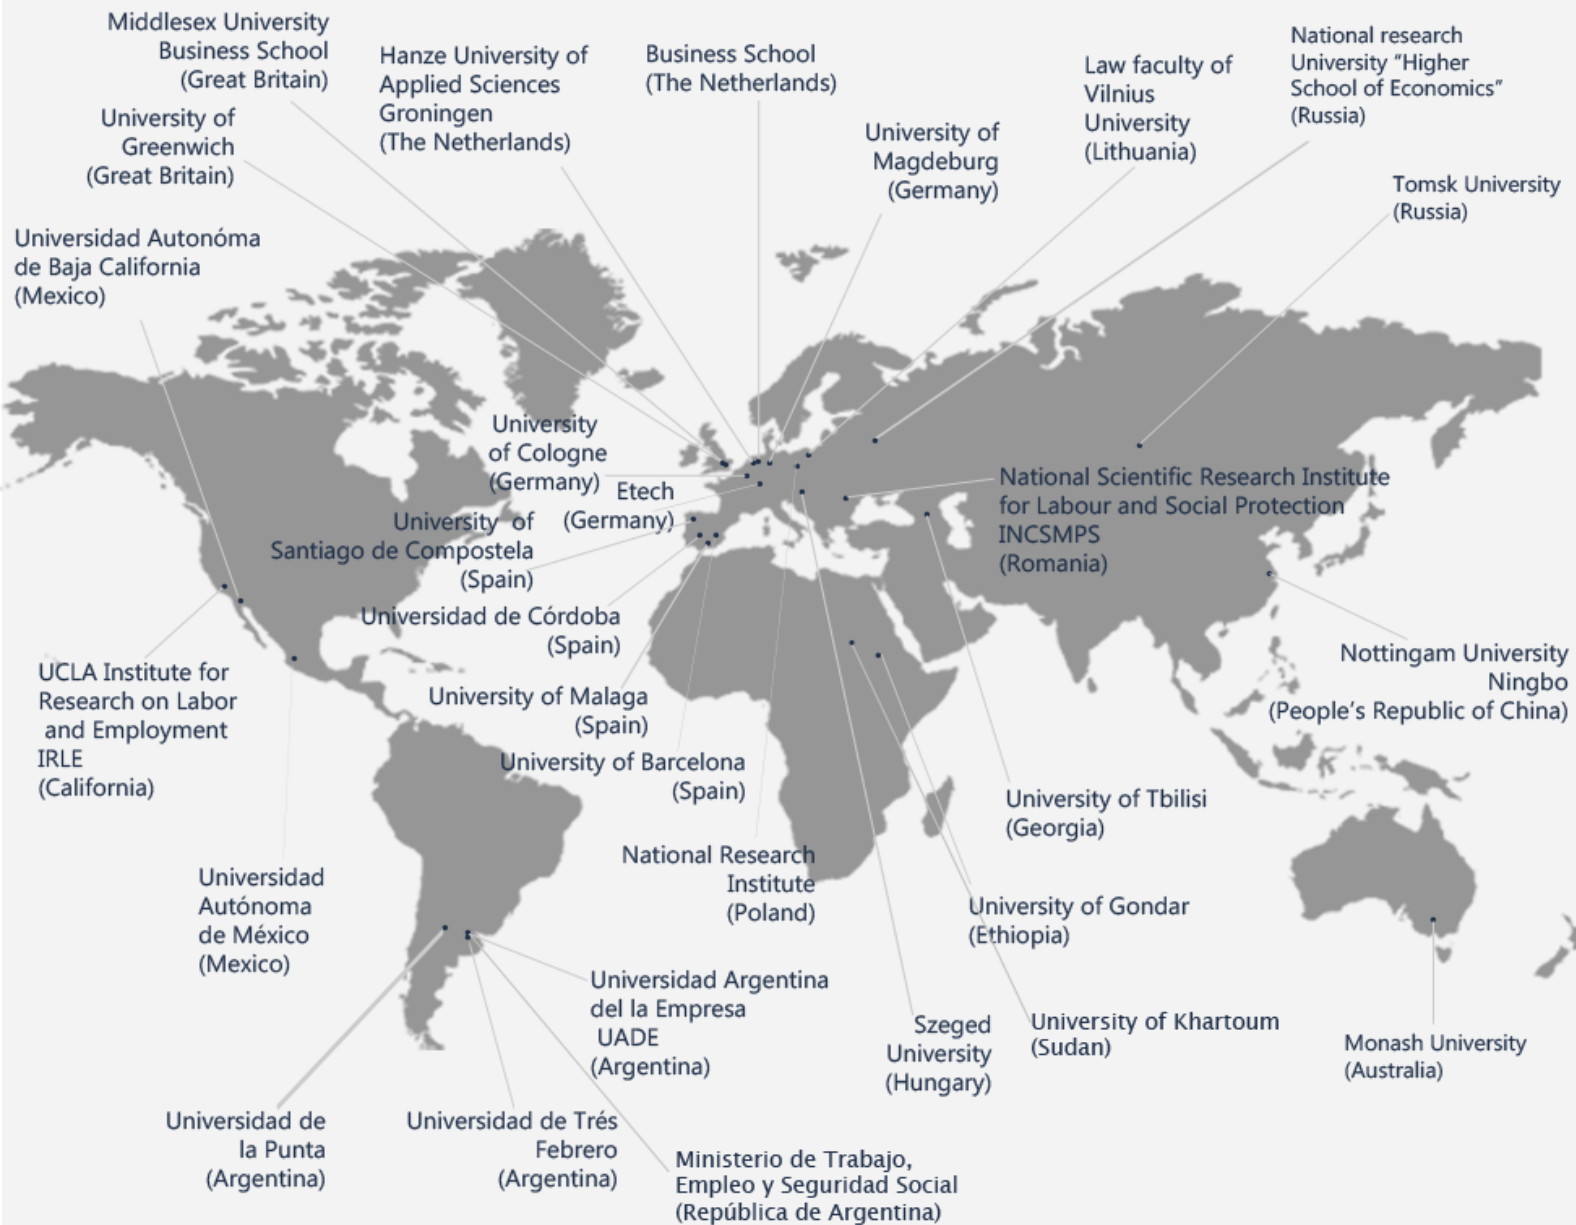 Middlesex University
Business School
(Great Britain)
Hanze University of
Applied Sciences
Groningen
(The Netherlands)
Business School
(The Netherlands)
National research
University "Higher
School of Economics"
(Russia)
Law faculty of
Vilnius
University
(Lithuania)
University of
Greenwich
(Great Britain)
University of
Magdeburg
(Germany)
Tomsk University
(Russia)
Universidad Autonóma
de Baja California
(Mexico)
University
of Cologne
(Germany)
Etech
(Germany)
National Scientific Research Institute
for Labour and Social Protection
INCSMPS
(Romania)
University of
Santiago de Compostela
(Spain)
Universidad de Córdoba
(Spain)
UCLA Institute for
Research on Labor
and Employment
IRLE
(California)
University of Malaga
(Spain)
Nottingam University
Ningbo
(People's Republic of China)
University of Barcelona
(Spain)
University of Tbilisi
(Georgia)
National Research
Institute
(Poland)
Universidad
Autónoma
de México
(Mexico)
University of Gondar
(Ethiopia)
Universidad Argentina
del la Empresa
UADE
(Argentina)
Szeged
University
(Hungary)
University of Khartoum
(Sudan)
Monash University
(Australia)
Universidad de
la Punta
(Argentina)
Universidad de Trés
Febrero
(Argentina)
Ministerio de Trabajo,
Empleo y Seguridad Social
(República de Argentina)